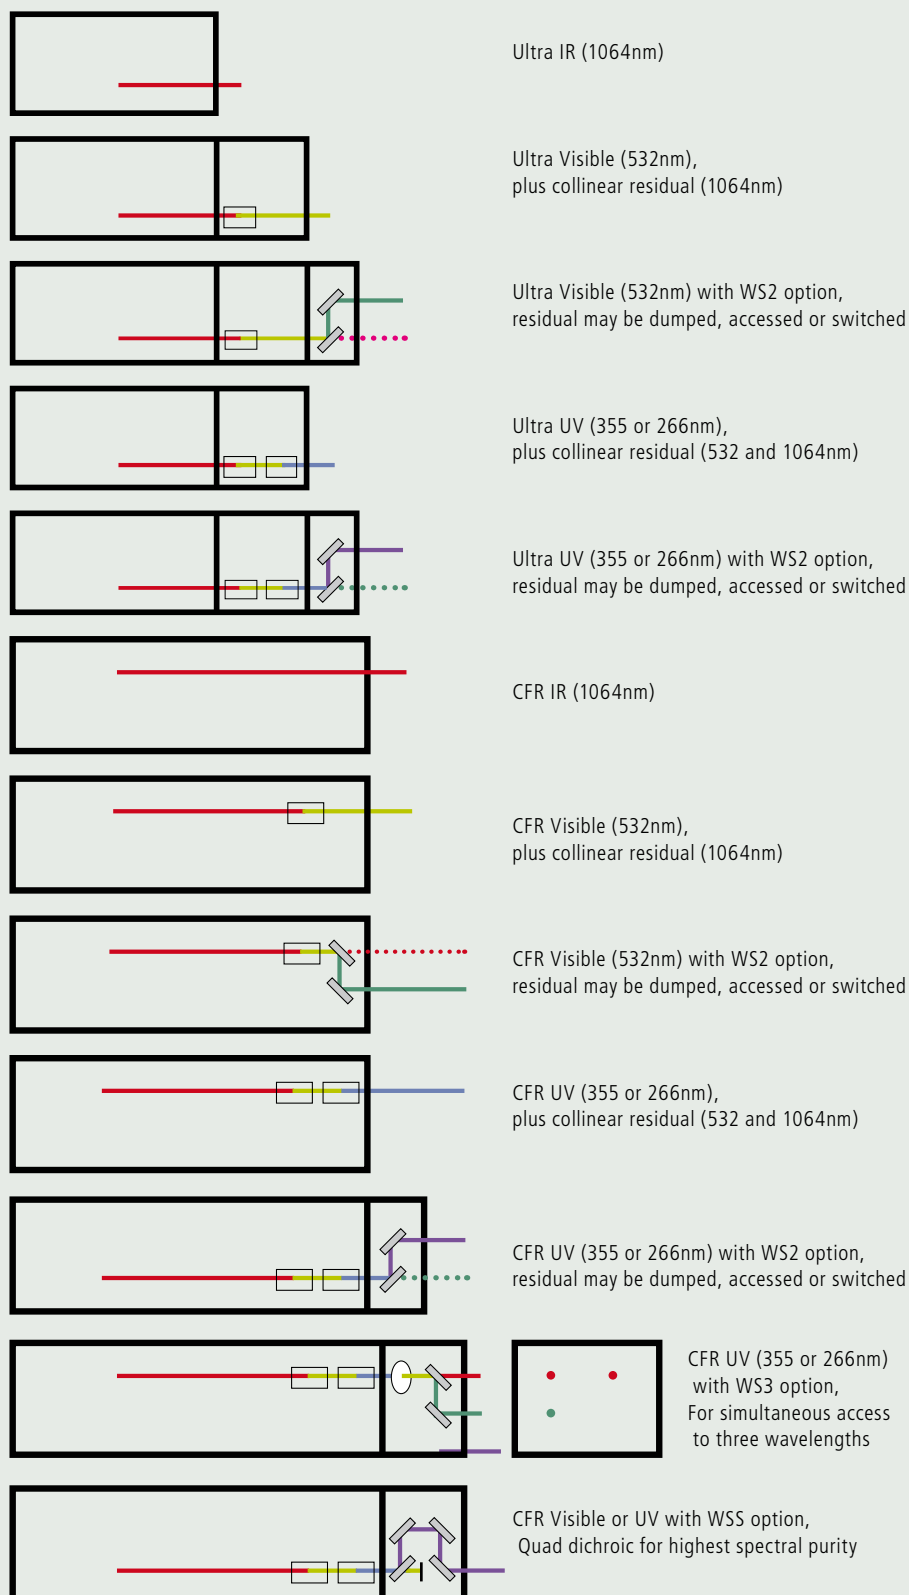 Ultra IR (1064nm)
Ultra Visible (532nm),
plus collinear residual (1064nm)
Ultra Visible (532nm) with WS2 option,
residual may be dumped, accessed or switched
Ultra UV (355 or 266nm),
plus collinear residual (532 and 1064nm)
Ultra UV (355 or 266nm) with WS2 option,
residual may be dumped, accessed or switched
CFR IR (1064nm)
CFR Visible (532nm),
plus collinear residual (1064nm)
CFR Visible (532nm) with WS2 option,
residual may be dumped, accessed or switched
CFR UV (355 or 266nm),
plus collinear residual (532 and 1064nm)
CFR UV (355 or 266nm) with WS2 option,
residual may be dumped, accessed or switched
CFR UV (355 or 266nm)
with WS3 option,
For simultaneous access
to three wavelengths
CFR Visible or UV with WSS option,
Quad dichroic for highest spectral purity